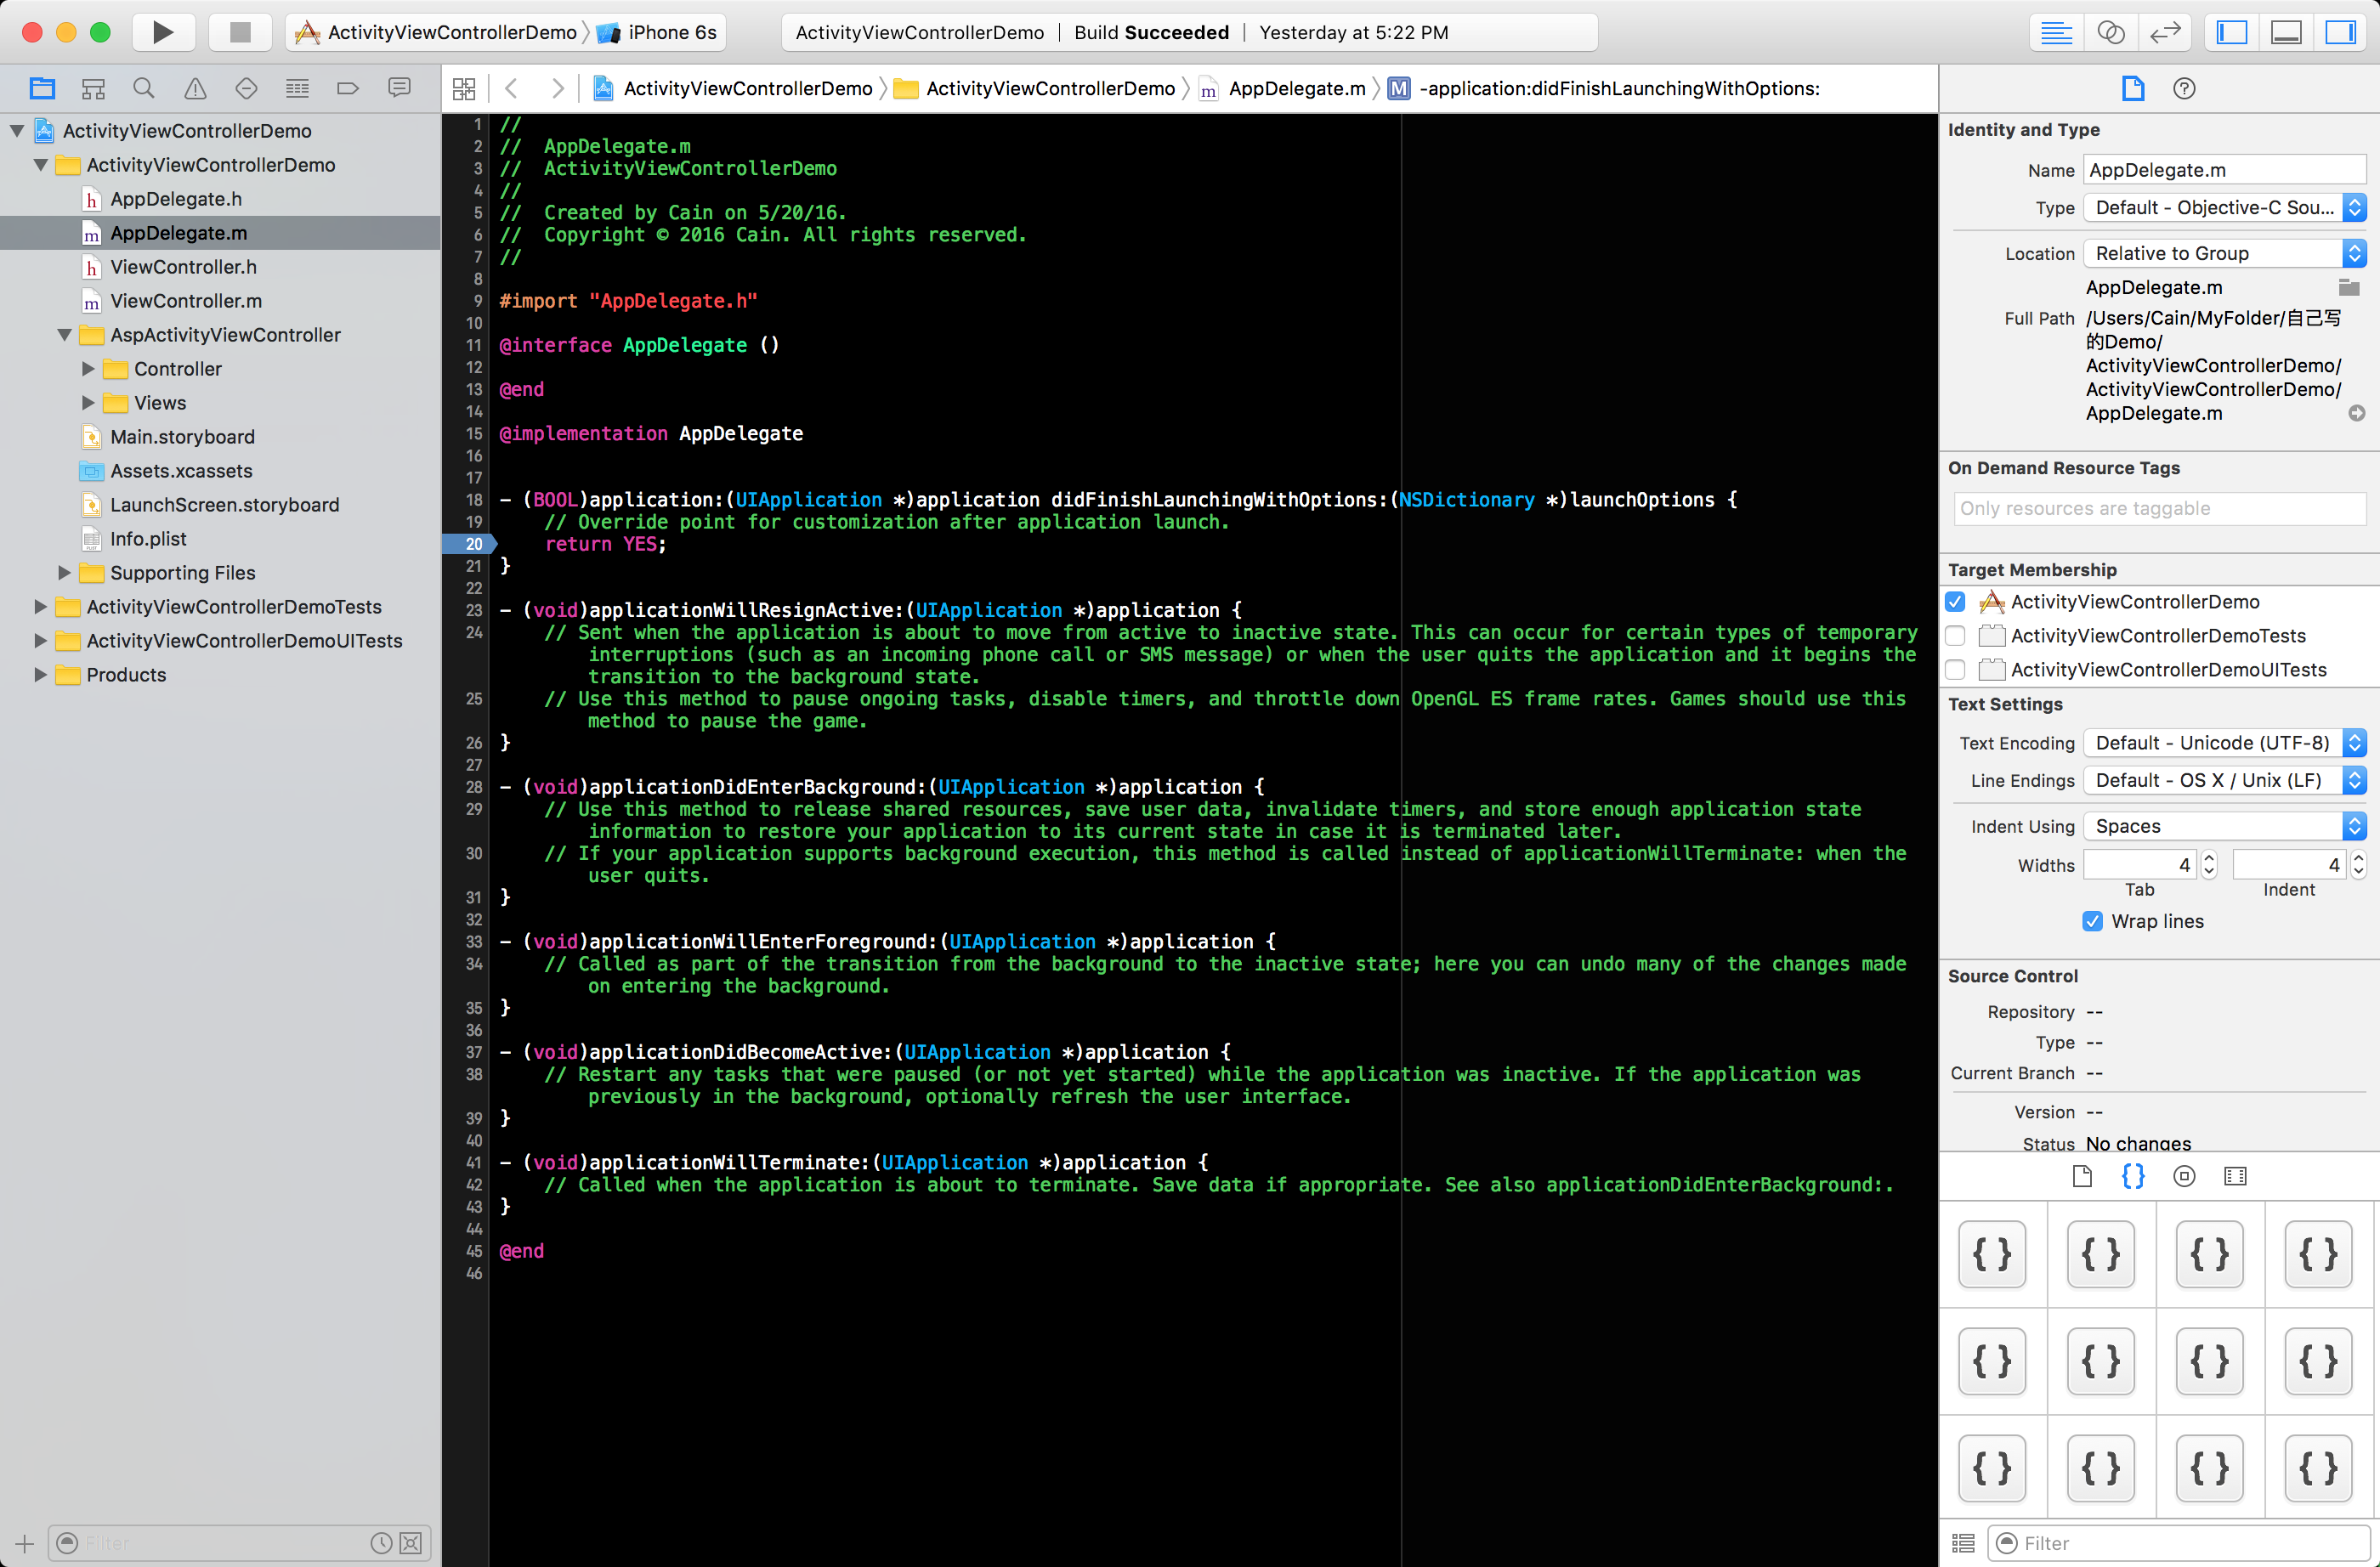 ActivityViewControllerDemo iPhone 6s
ActivityViewControllerDemo | Build Succeeded | Yesterday at 5:22 PM
ActivityViewControllerDemo ActivityViewControllerDemo m AppDelegate.m M -application:didFinishLaunchingWithOptions:
ActivityViewControllerDemo
ActivityViewControllerDemo
h AppDelegate.h
m AppDelegate.m
h ViewController.h
m ViewController.m
AspActivityViewController
Controller
Views
Main.storyboard
Assets.xcassets
LaunchScreen.storyboard
Info.plist
Supporting Files
ActivityViewControllerDemoTests
ActivityViewControllerDemoUITests
Products
Filter
1 //
2 //  AppDelegate.m
3 //  ActivityViewControllerDemo
4 //
5 //  Created by Cain on 5/20/16.
6 //  Copyright © 2016 Cain. All rights reserved.
7 //
8
9 #import "AppDelegate.h"
10
11 @interface AppDelegate ()
12
13 @end
14
15 @implementation AppDelegate
16
17
18 - (BOOL)application:(UIApplication *)application didFinishLaunchingWithOptions:(NSDictionary *)launchOptions {
19     // Override point for customization after application launch.
20     return YES;
21 }
22
23 - (void)applicationWillResignActive:(UIApplication *)application {
24     // Sent when the application is about to move from active to inactive state. This can occur for certain types of temporary
interruptions (such as an incoming phone call or SMS message) or when the user quits the application and it begins the
transition to the background state.
25     // Use this method to pause ongoing tasks, disable timers, and throttle down OpenGL ES frame rates. Games should use this
method to pause the game.
26 }
27
28 - (void)applicationDidEnterBackground:(UIApplication *)application {
29     // Use this method to release shared resources, save user data, invalidate timers, and store enough application state
information to restore your application to its current state in case it is terminated later.
30     // If your application supports background execution, this method is called instead of applicationWillTerminate: when the
user quits.
31 }
32
33 - (void)applicationWillEnterForeground:(UIApplication *)application {
34     // Called as part of the transition from the background to the inactive state; here you can undo many of the changes made
on entering the background.
35 }
36
37 - (void)applicationDidBecomeActive:(UIApplication *)application {
38     // Restart any tasks that were paused (or not yet started) while the application was inactive. If the application was
previously in the background, optionally refresh the user interface.
39 }
40
41 - (void)applicationWillTerminate:(UIApplication *)application {
42     // Called when the application is about to terminate. Save data if appropriate. See also applicationDidEnterBackground:.
43 }
44
45 @end
46
Identity and Type
Name AppDelegate.m
Type Default - Objective-C Sou...
Location Relative to Group
AppDelegate.m
Full Path /Users/Cain/MyFolder/自己写
的Demo/
ActivityViewControllerDemo/
ActivityViewControllerDemo/
AppDelegate.m
On Demand Resource Tags
Only resources are taggable
Target Membership
ActivityViewControllerDemo
ActivityViewControllerDemoTests
ActivityViewControllerDemoUITests
Text Settings
Text Encoding Default - Unicode (UTF-8)
Line Endings Default - OS X / Unix (LF)
Indent Using Spaces
Widths 4 4
Tab Indent
Wrap lines
Source Control
Repository --
Type --
Current Branch --
Version --
Status No changes
{}
{ } { } { } { }
{ } { } { } { }
{ } { } { } { }
Filter